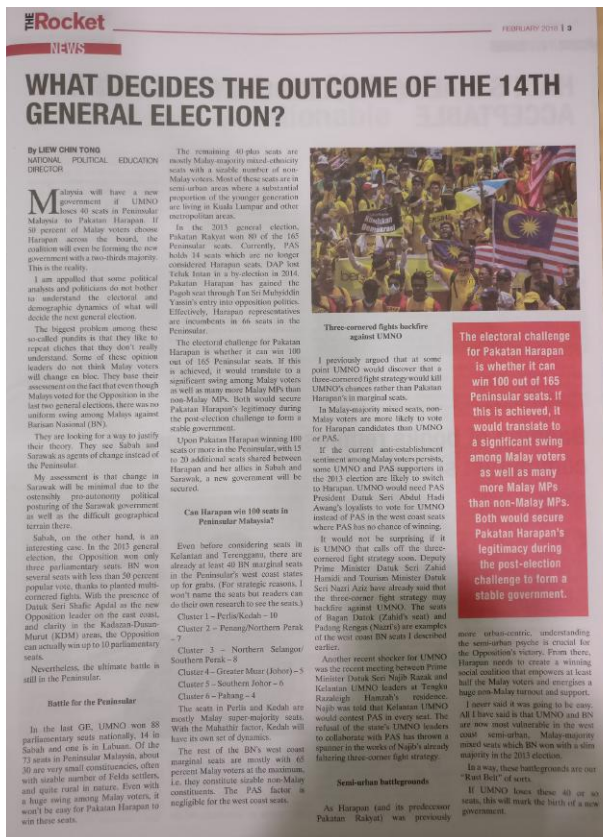 THE Rocket
FEBRUARY 2018 | 3
NEWS
WHAT DECIDES THE OUTCOME OF THE 14TH
GENERAL ELECTION?
By LIEW CHIN TONG
NATIONAL POLITICAL EDUCATION
DIRECTOR
Malaysia will have a new
government if UMNO
loses 40 seats in Peninsular
Malaysia to Pakatan Harapan. If
30 percent of Malay voters choose
Harapan across the board, the
coalition will even be forming the new
government with a two-thirds majority.
This is the reality.
I am appalled that some political
analysts and politicians do not bother
to understand the electoral and
demographic dynamics of what will
decide the next general election.
The biggest problem among these
so-called pundits is that they like to
repeat cliches that they don't really
understand. Some of these opinion
leaders do not think Malay voters
will change en bloc. They base their
assessment on the fact that even though
Malays voted for the Opposition in the
last two general elections, there was no
uniform swing among Malays against
Barisan Nasional (BN).
They are looking for a way to justify
their theory. They see Sabah and
Sarawak as agents of change instead of
the Peninsular.
My assessment is that change in
Sarawak will be minimal due to the
ostensibly pro-autonomy political
posturing of the Sarawak government
as well as the difficult geographical
terrain there.
Sabah, on the other hand, is an
interesting case. In the 2013 general
election, the Opposition won only
three parliamentary seats. BN won
several seats with less than 50 percent
popular vote, thanks to planted multi-
cornered fights. With the presence of
Datuk Seri Shafie Apdal as the new
Opposition leader on the east coast,
and clarity in the Kadazan-Dusun-
Murut (KDM) areas, the Opposition
can actually win up to 10 parliamentary
seats.
Nevertheless, the ultimate battle is
still in the Peninsular.
Battle for the Peninsular
In the last GE, UMNO won 88
parliamentary seats nationally, 14 in
Sabah and one is in Labuan. Of the
73 seats in Peninsular Malaysia, about
30 are very rural constituencies, often
with sizable number of Felda settlers,
and quite rural in nature. Even with
a huge swing among Malay voters, it
won't be easy for Pakatan Harapan to
win these seats.
The remaining 40-plus seats are
mostly Malay-majority mixed-ethnicity
seats with a sizable number of non-
Malay voters. Most of these seats are in
semi-urban areas where a substantial
proportion of the younger generation
are living in Kuala Lumpur and other
metropolitan areas.
In the 2013 general election,
Pakatan Rakyat won 80 of the 165
Peninsular seats. Currently, PAS
holds 14 seats which are no longer
considered Harapan seats. DAP lost
Teluk Intan in a by-election in 2014.
Pakatan Harapan has gained the
Pagoh seat through Tan Sri Muhyiddin
Yassin's entry into opposition politics.
Effectively, Harapan representatives
are incumbents in 66 seats in the
Peninsular.
The electoral challenge for Pakatan
Harapan is whether it can win 100
out of 165 Peninsular seats. If this
is achieved, it would translate to a
significant swing among Malay voters
as well as many more Malay MPs than
non-Malay MPs. Both would secure
Pakatan Harapan's legitimacy during
the post-election challenge to form a
stable government.
Upon Pakatan Harapan winning 100
seats or more in the Peninsular, with 15
to 20 additional seats shared between
Harapan and her allies in Sabah and
Sarawak, a new government will be
secured.
Can Harapan win 100 seats in
Peninsular Malaysia?
Even before considering seats in
Kelantan and Terengganu, there are
already at least 40 BN marginal seats
in the Peninsular's west coast states
up for grabs. (For strategic reasons, I
won't name the seats but readers can
do their own research to see the seats.)
Cluster 1 – Perlis/Kedah – 10
Cluster 2 – Penang/Northern Perak
– 7
Cluster 3 – Northern Selangor/
Southern Perak – 8
Cluster 4 – Greater Muar (Johor) – 5
Cluster 5 – Southern Johor – 6
Cluster 6 – Pahang – 4
The seats in Perlis and Kedah are
mostly Malay super-majority seats.
With the Mahathir factor, Kedah will
have its own set of dynamics.
The rest of the BN's west coast
marginal seats are mostly with 65
percent Malay voters at the maximum,
i.e. they constitute sizable non-Malay
constituents. The PAS factor is
negligible for the west coast seats.
Three-cornered fights backfire
against UMNO
I previously argued that at some
point UMNO would discover that a
three-cornered fight strategy would kill
UMNO's chances rather than Pakatan
Harapan's in marginal seats.
In Malay-majority mixed seats, non-
Malay voters are more likely to vote
for Harapan candidates than UMNO
or PAS.
If the current anti-establishment
sentiment among Malay voters persists,
some UMNO and PAS supporters in
the 2013 election are likely to switch
to Harapan. UMNO would need PAS
President Datuk Seri Abdul Hadi
Awang's loyalists to vote for UMNO
instead of PAS in the west coast seats
where PAS has no chance of winning.
It would not be surprising if it
is UMNO that calls off the three-
cornered fight strategy soon. Deputy
Prime Minister Datuk Seri Zahid
Hamidi and Tourism Minister Datuk
Seri Nazri Aziz have already said that
the three-corner fight strategy may
backfire against UMNO. The seats
of Bagan Datuk (Zahid's seat) and
Padang Rengas (Nazri's) are examples
of the west coast BN seats I described
earlier.
Another recent shocker for UMNO
was the recent meeting between Prime
Minister Datuk Seri Najib Razak and
Kelantan UMNO leaders at Tengku
Razaleigh Hamzah's residence.
Najib was told that Kelantan UMNO
would contest PAS in every seat. The
refusal of the state's UMNO leaders
to collaborate with PAS has thrown a
spanner in the works of Najib's already
faltering three-corner fight strategy.
Semi-urban battlegrounds
As Harapan (and its predecessor
Pakatan Rakyat) was previously
The electoral challenge
for Pakatan Harapan
is whether it can
win 100 out of 165
Peninsular seats. If
this is achieved, it
would translate to
a significant swing
among Malay voters
as well as many
more Malay MPs
than non-Malay MPs.
Both would secure
Pakatan Harapan's
legitimacy during
the post-election
challenge to form a
stable government.
more urban-centric, understanding
the semi-urban psyche is crucial for
the Opposition's victory. From there,
Harapan needs to create a winning
social coalition that empowers at least
half the Malay voters and energises a
huge non-Malay turnout and support.
I never said it was going to be easy.
All I have said is that UMNO and BN
are now most vulnerable in the west
coast semi-urban, Malay-majority
mixed seats which BN won with a slim
majority in the 2013 election.
In a way, these battlegrounds are our
"Rust Belt" of sorts.
If UMNO loses these 40 or so
seats, this will mark the birth of a new
government.